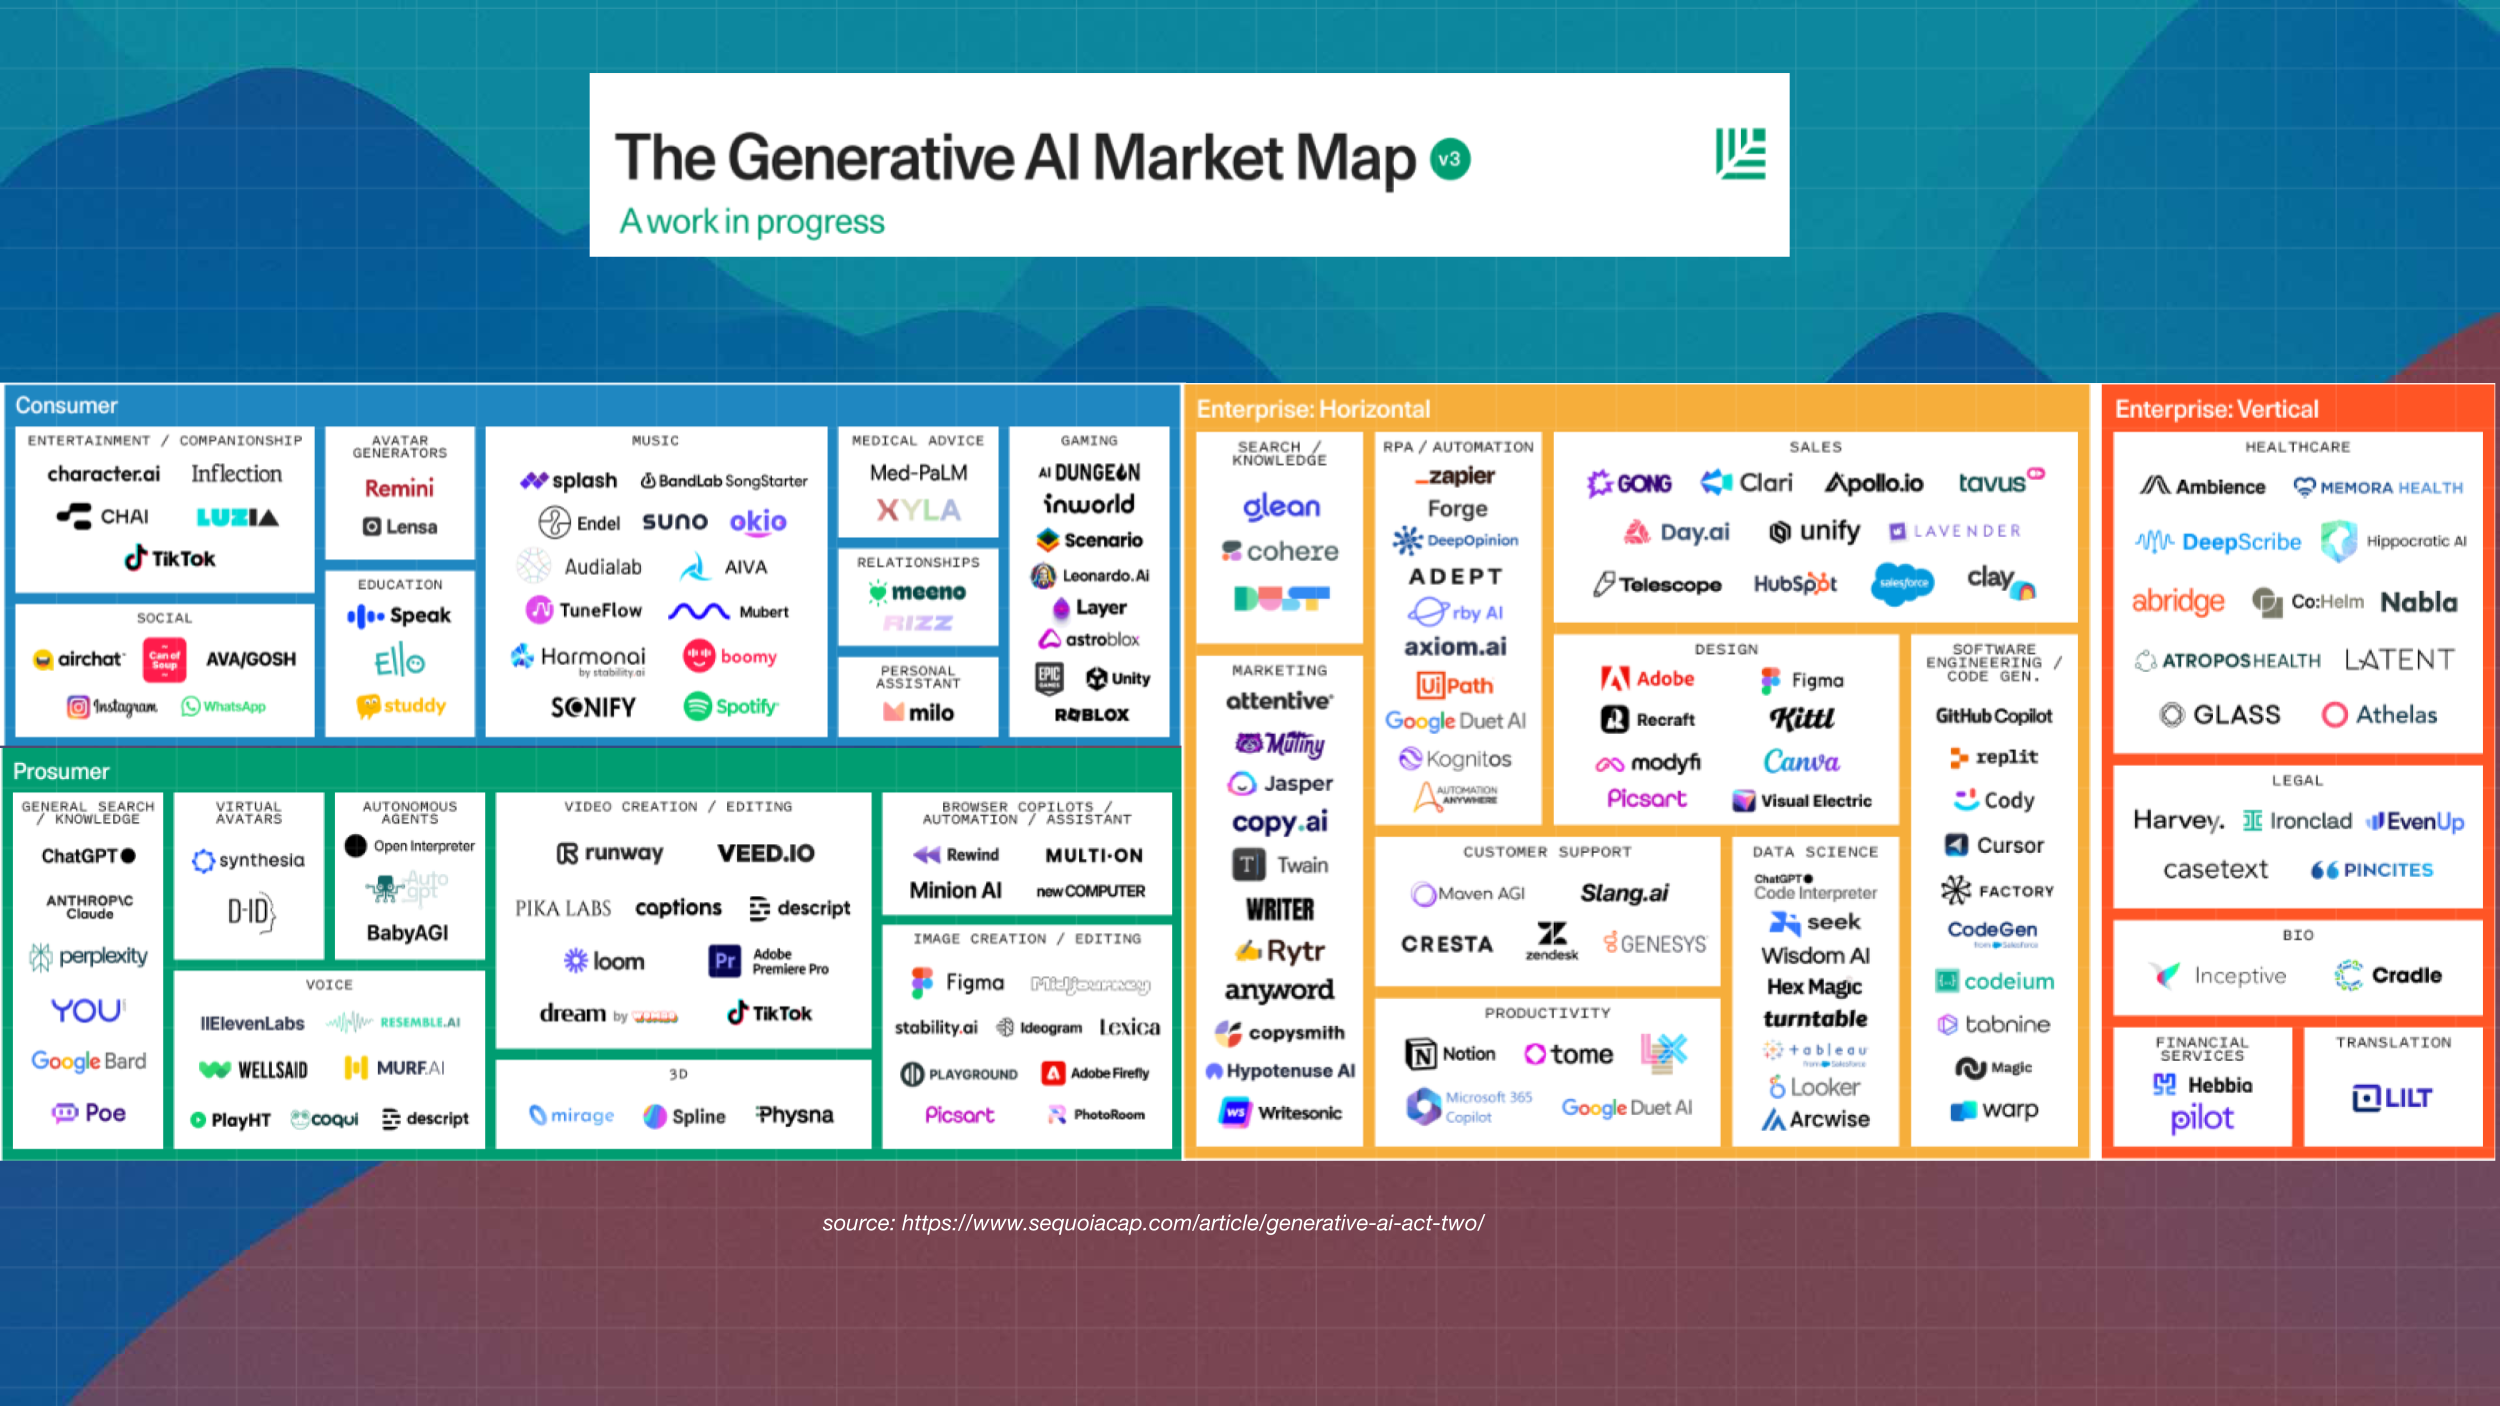 The Generative AI Market Map v3
A work in progress
Consumer
ENTERTAINMENT / COMPANIONSHIP
character.ai Inflection
CHAI LUZIA
TikTok
SOCIAL
airchat Can of Soup AVA/GOSH
Instagram WhatsApp
AVATAR
GENERATORS
Remini
Lensa
EDUCATION
Speak
Ello
studdy
MUSIC
splash BandLab SongStarter
Endel suno okio
Audialab AIVA
TuneFlow Mubert
Harmonai boomy
by stability.ai
SONIFY Spotify
MEDICAL ADVICE
Med-PaLM
XYLA
RELATIONSHIPS
meeno
RIZZ
PERSONAL
ASSISTANT
milo
GAMING
AI DUNGEON
inworld
Scenario
Leonardo.Ai
Layer
astroblox
EPIC GAMES Unity
ROBLOX
Prosumer
GENERAL SEARCH
/ KNOWLEDGE
ChatGPT
ANTHROP\C
Claude
perplexity
YOU
Google Bard
Poe
VIRTUAL
AVATARS
synthesia
D-ID
AUTONOMOUS
AGENTS
Open Interpreter
Auto
gpt
BabyAGI
VOICE
IIElevenLabs RESEMBLE.AI
WELLSAID MURF.AI
PlayHT coqui descript
VIDEO CREATION / EDITING
runway VEED.IO
PIKA LABS captions descript
loom Pr Adobe
Premiere Pro
dream by
TikTok
3D
mirage Spline Physna
BROWSER COPILOTS /
AUTOMATION / ASSISTANT
Rewind MULTI·ON
Minion AI new COMPUTER
IMAGE CREATION / EDITING
Figma Midjourney
stability.ai Ideogram Lexica
PLAYGROUND Adobe Firefly
Picsart PhotoRoom
Enterprise: Horizontal
SEARCH /
KNOWLEDGE
glean
cohere
DUST
MARKETING
attentive
Mutiny
Jasper
copy.ai
T Twain
WRITER
Rytr
anyword
copysmith
Hypotenuse AI
WS Writesonic
RPA / AUTOMATION
_zapier
Forge
DeepOpinion
ADEPT
rby AI
axiom.ai
UiPath
Google Duet AI
Kognitos
AUTOMATION
ANYWHERE
SALES
GONG Clari Apollo.io tavus
Day.ai unify LAVENDER
Telescope HubSpot salesforce clay
DESIGN
Adobe Figma
Recraft Kittl
modyfi Canva
Picsart Visual Electric
SOFTWARE
ENGINEERING /
CODE GEN.
GitHub Copilot
replit
Cody
Cursor
FACTORY
CodeGen
from Salesforce
codeium
tabnine
Magic
warp
CUSTOMER SUPPORT
Maven AGI Slang.ai
CRESTA zendesk GENESYS
PRODUCTIVITY
Notion tome LX
Microsoft 365
Copilot
Google Duet AI
DATA SCIENCE
ChatGPT
Code Interpreter
seek
Wisdom AI
Hex Magic
turntable
+ableau
from Salesforce
Looker
Arcwise
Enterprise: Vertical
HEALTHCARE
Ambience MEMORA HEALTH
DeepScribe Hippocratic AI
abridge Co:Helm Nabla
ATROPOS HEALTH LATENT
GLASS Athelas
LEGAL
Harvey. Ironclad EvenUp
casetext PINCITES
BIO
Inceptive Cradle
FINANCIAL
SERVICES
Hebbia
pilot
TRANSLATION
LILT
source: https://www.sequoiacap.com/article/generative-ai-act-two/